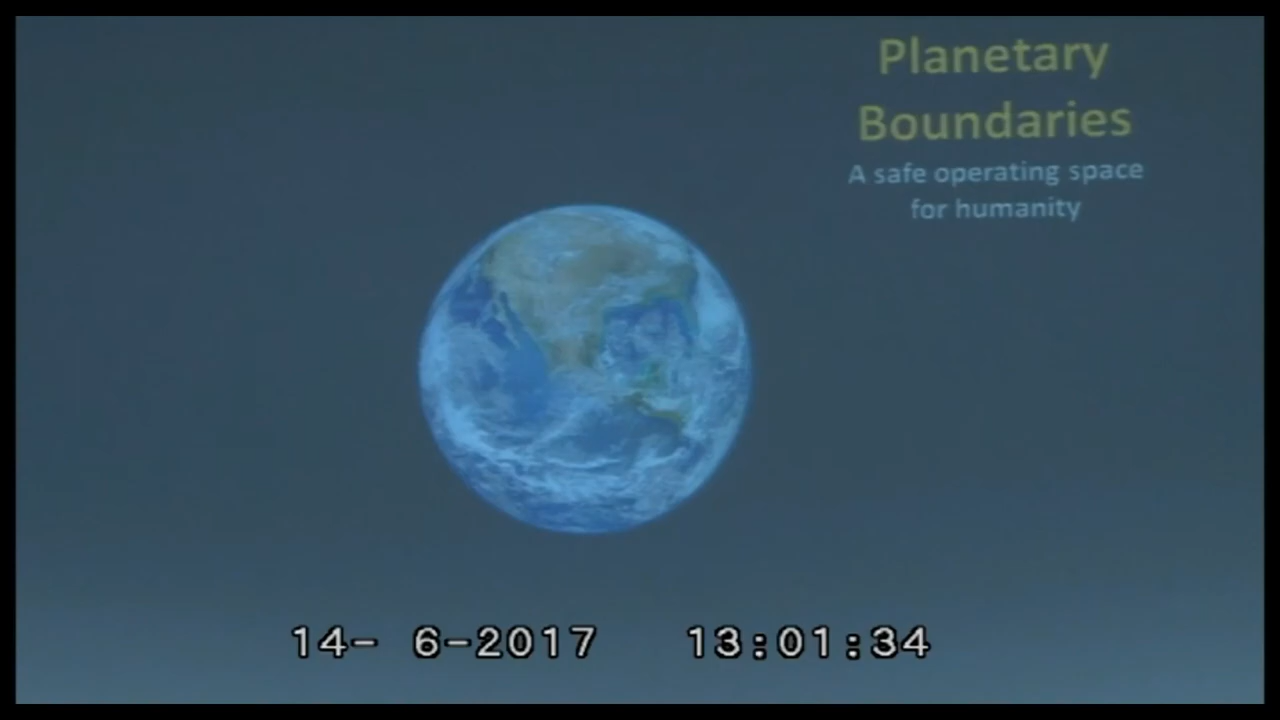 Planetary
Boundaries
A safe operating space
for humanity
14- 6-2017 13:01:34